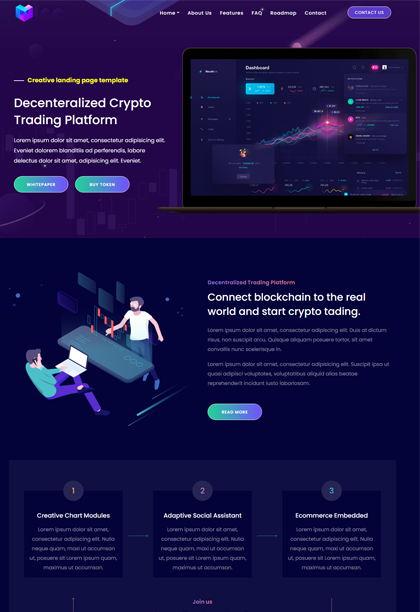 Home
About Us
Features
FAQ
Roadmap
Contact
CONTACT US
Dashboard
Creative landing page template
Decenteralized Crypto
Trading Platform
Lorem ipsum dolor sit amet, consectetur adipisicing elit.
Eveniet dolorem blanditiis ad perferendis, labore
delectus dolor sit amet, adipisicing elit. Eveniet.
WHITEPAPER
BUY TOKEN
Decentralized Trading Platform
Connect blockchain to the real
world and start crypto tading.
Lorem ipsum dolor sit amet, consectetur adipiscing elit. Duis at dictum
risus, non suscipit arcu. Quisque aliquam posuere tortor, sit amet
convallis nunc scelerisque in.
Lorem ipsum dolor sit amet, consectetur adipisicing elit. Suscipit ipsa ut
quasi adipisci voluptates, voluptatibus aliquid alias beatae
reprehenderit incidunt iusto laboriosam.
READ MORE
1
Creative Chart Modules
Lorem ipsum dolor sit amet,
consectetur adipiscing elit. Nulla
neque quam, maxi ut accumsan
ut, posuere sit Lorem ipsum
maximus ut accumsan.
2
Adaptive Social Assistant
Lorem ipsum dolor sit amet,
consectetur adipiscing elit. Nulla
neque quam, maxi ut accumsan
ut, posuere sit Lorem ipsum
maximus ut accumsan.
3
Ecommerce Embedded
Lorem ipsum dolor sit amet,
consectetur adipiscing elit. Nulla
neque quam, maxi ut accumsan
ut, posuere sit Lorem ipsum
maximus ut accumsan.
Join us